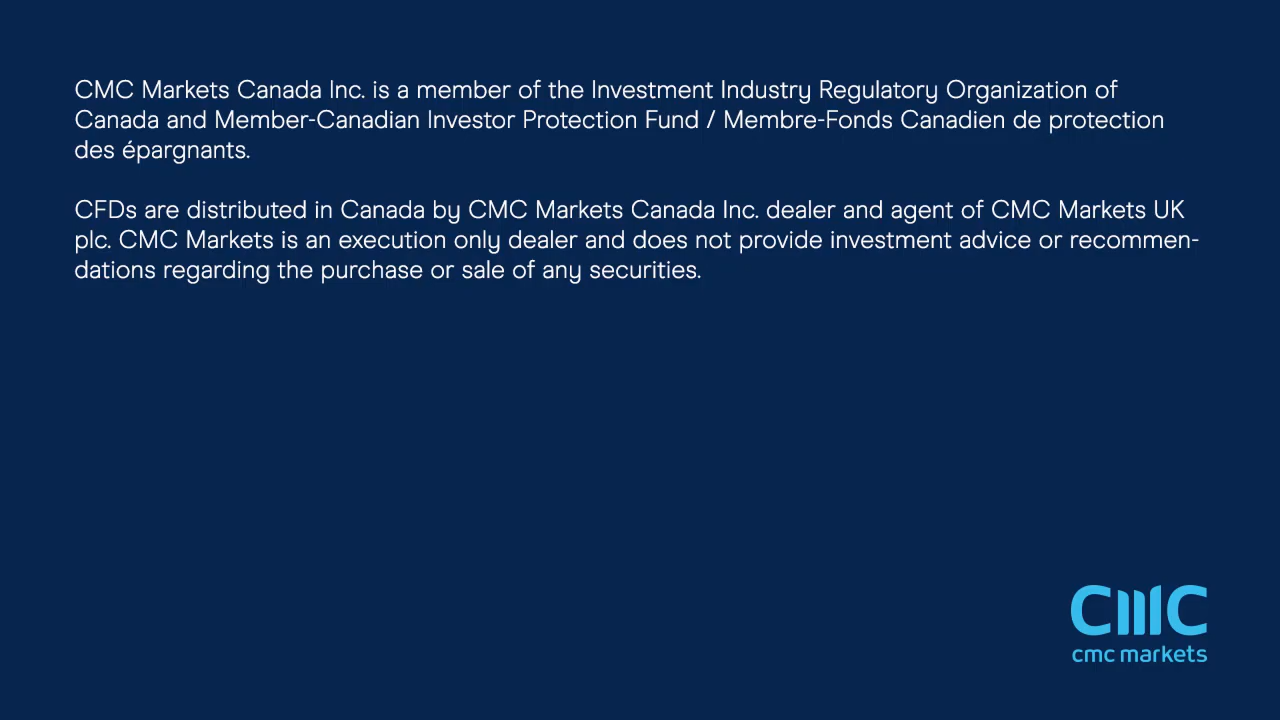 CMC Markets Canada Inc. is a member of the Investment Industry Regulatory Organization of
Canada and Member-Canadian Investor Protection Fund / Membre-Fonds Canadien de protection
des épargnants.
CFDs are distributed in Canada by CMC Markets Canada Inc. dealer and agent of CMC Markets UK
plc. CMC Markets is an execution only dealer and does not provide investment advice or recommen-
dations regarding the purchase or sale of any securities.
CMC
cmc markets